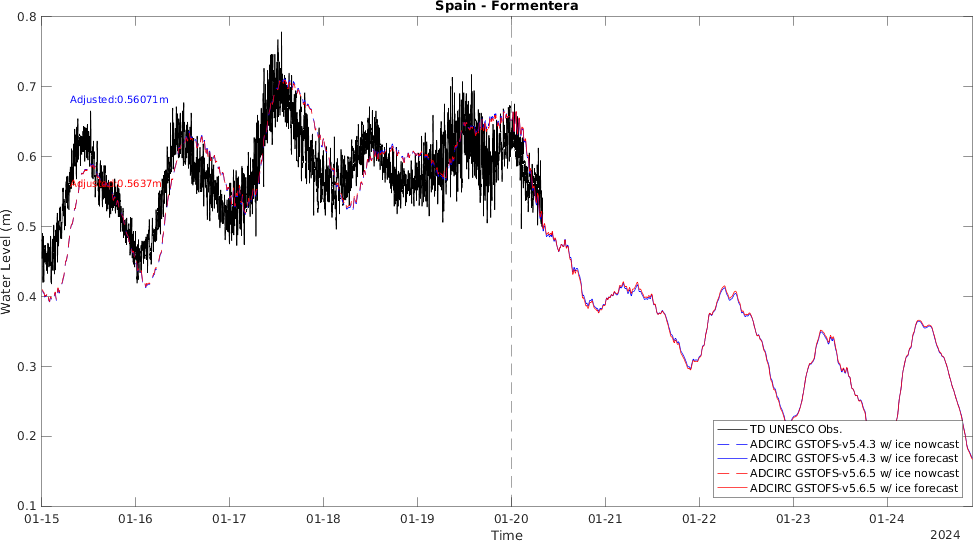 Spain - Formentera
0.8
0.7
0.6
0.5
0.4
0.3
0.2
0.1
Water Level (m)
Adjusted:0.56071m
Adjusted:0.5637m
TD UNESCO Obs.
ADCIRC GSTOFS-v5.4.3 w/ ice nowcast
ADCIRC GSTOFS-v5.4.3 w/ ice forecast
ADCIRC GSTOFS-v5.6.5 w/ ice nowcast
ADCIRC GSTOFS-v5.6.5 w/ ice forecast
01-15 01-16 01-17 01-18 01-19 01-20 01-21 01-22 01-23 01-24
Time
2024